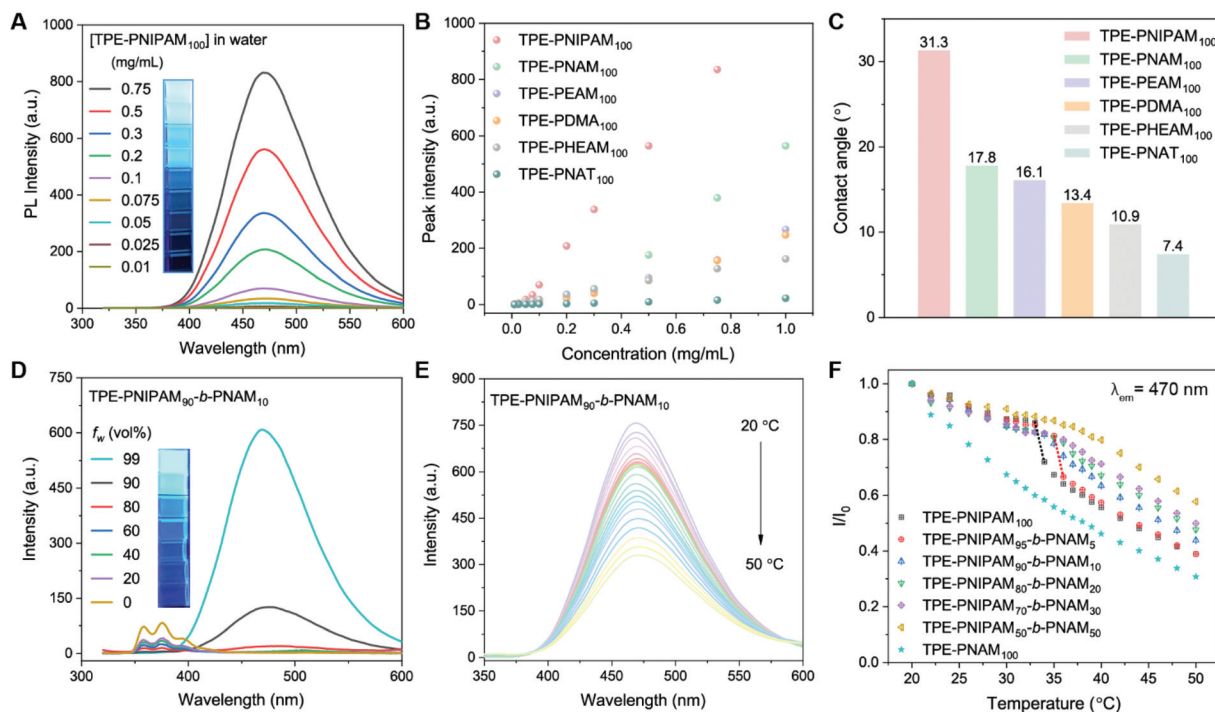 A
[TPE-PNIPAM₁₀₀] in water
(mg/mL)
0.75
0.5
0.3
0.2
0.1
0.075
0.05
0.025
0.01
PL Intensity (a.u.)
1000
800
600
400
200
0
300 350 400 450 500 550 600
Wavelength (nm)
B
TPE-PNIPAM₁₀₀
TPE-PNAM₁₀₀
TPE-PEAM₁₀₀
TPE-PDMA₁₀₀
TPE-PHEAM₁₀₀
TPE-PNAT₁₀₀
Peak intensity (a.u.)
1000
800
600
400
200
0
0.0 0.2 0.4 0.6 0.8 1.0
Concentration (mg/mL)
C
TPE-PNIPAM₁₀₀
TPE-PNAM₁₀₀
TPE-PEAM₁₀₀
TPE-PDMA₁₀₀
TPE-PHEAM₁₀₀
TPE-PNAT₁₀₀
31.3
17.8
16.1
13.4
10.9
7.4
Contact angle (°)
30
20
10
0
D
TPE-PNIPAM₉₀-b-PNAM₁₀
f_w (vol%)
99
90
80
60
40
20
0
Intensity (a.u.)
750
600
450
300
150
0
300 350 400 450 500 550 600
Wavelength (nm)
E
TPE-PNIPAM₉₀-b-PNAM₁₀
20 °C
50 °C
Intensity (a.u.)
900
750
600
450
300
150
0
350 400 450 500 550 600
Wavelength (nm)
F
λem = 470 nm
TPE-PNIPAM₁₀₀
TPE-PNIPAM₉₅-b-PNAM₅
TPE-PNIPAM₉₀-b-PNAM₁₀
TPE-PNIPAM₈₀-b-PNAM₂₀
TPE-PNIPAM₇₀-b-PNAM₃₀
TPE-PNIPAM₅₀-b-PNAM₅₀
TPE-PNAM₁₀₀
I/I₀
1.0
0.8
0.6
0.4
0.2
0.0
20 25 30 35 40 45 50
Temperature (°C)